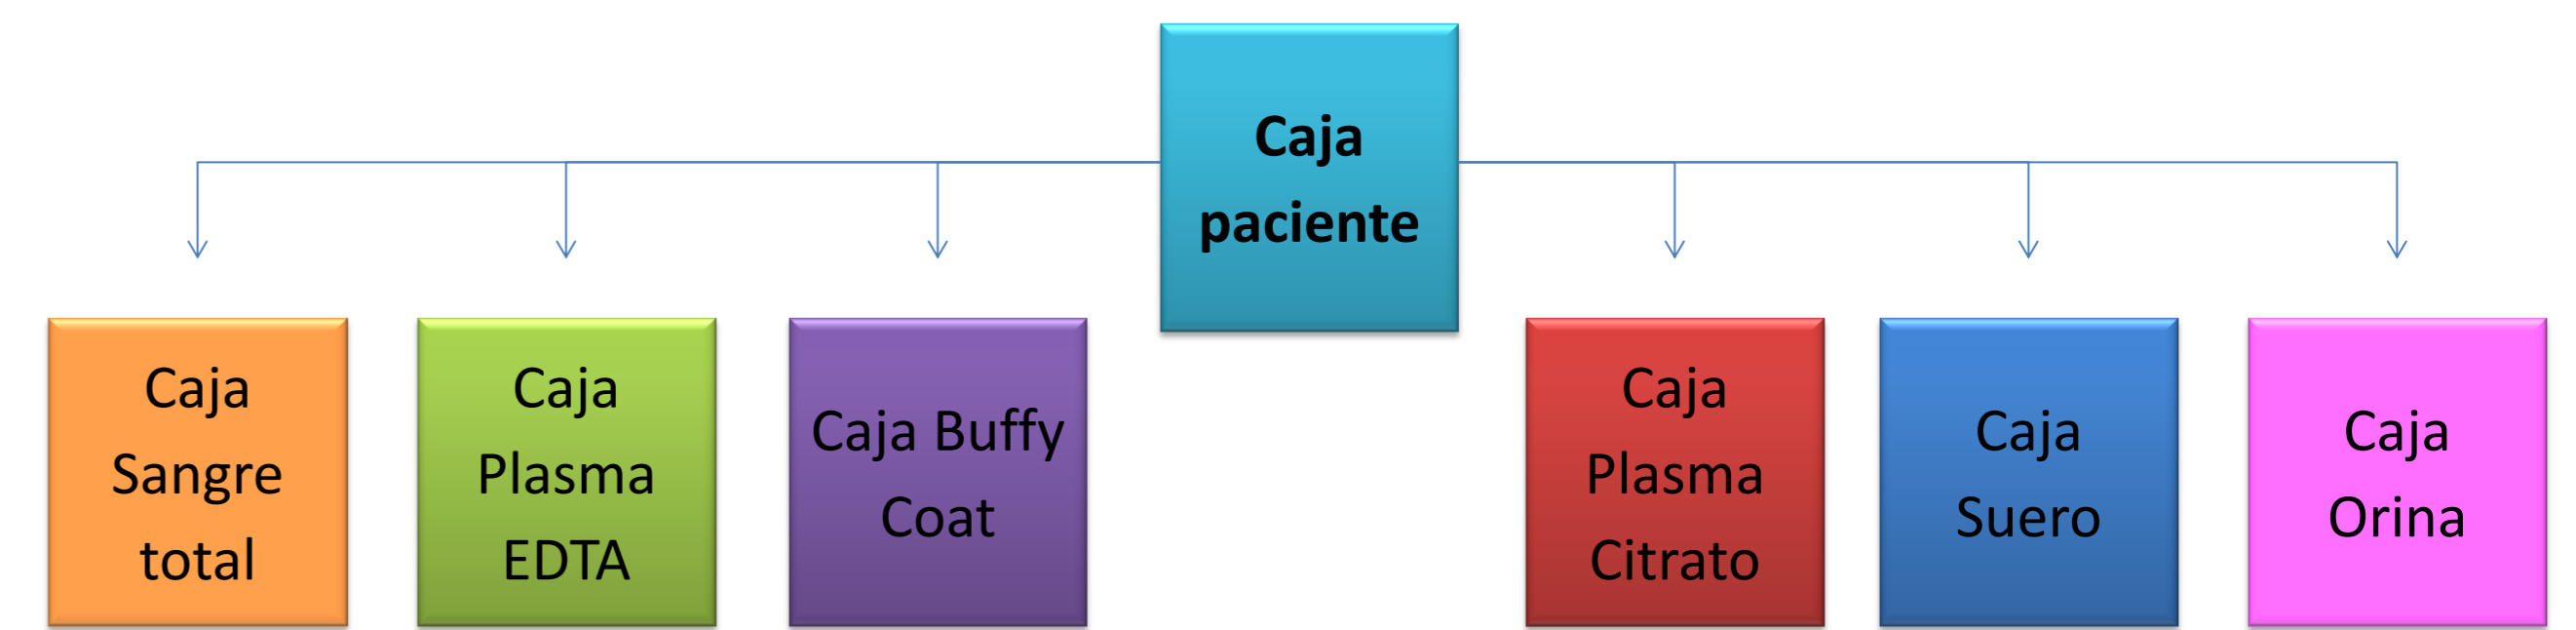 Caja
paciente
Caja
Sangre
total
Caja
Plasma
EDTA
Caja Buffy
Coat
Caja
Plasma
Citrato
Caja
Suero
Caja
Orina